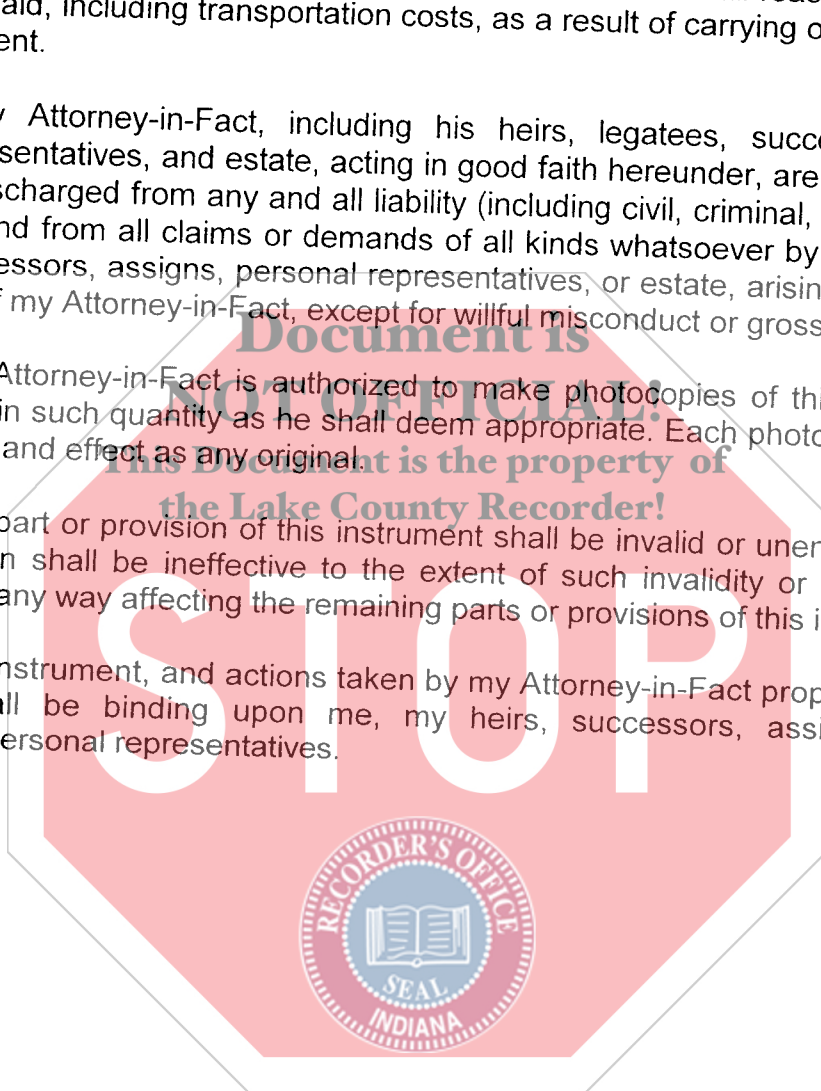 aid, including transportation costs, as a result of carrying o
ent.
Attorney-in-Fact, including his heirs, legatees, succe
sentatives, and estate, acting in good faith hereunder, are
scharged from any and all liability (including civil, criminal,
nd from all claims or demands of all kinds whatsoever by
essors, assigns, personal representatives, or estate, arisin
f my Attorney-in-Fact, except for willful misconduct or gross
Document is
Attorney-in-Fact is authorized to make photocopies of thi
NOT OFFICIAL!
in such quantity as he shall deem appropriate. Each photo
and effect as any original.
This Document is the property of
the Lake County Recorder!
part or provision of this instrument shall be invalid or unen
n shall be ineffective to the extent of such invalidity or
any way affecting the remaining parts or provisions of this i
STOP
nstrument, and actions taken by my Attorney-in-Fact prop
all be binding upon me, my heirs, successors, assi
ersonal representatives.
RECORDER'S OFFICE
SEAL
INDIANA